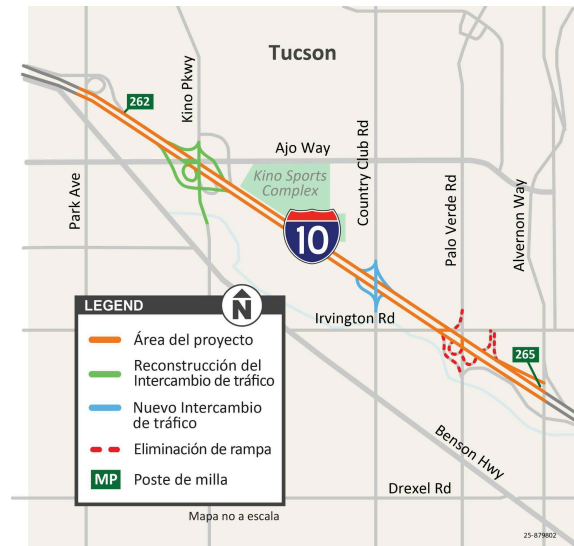 Tucson
262
Kino Pkwy
Ajo Way
Country Club Rd
Kino Sports
Complex
Park Ave
Palo Verde Rd
Alvernon Way
10
Irvington Rd
265
LEGEND
N
Área del proyecto
Reconstrucción del
Intercambio de tráfico
Nuevo Intercambio
de tráfico
Eliminación de rampa
MP Poste de milla
Benson Hwy
Drexel Rd
Mapa no a escala
25-879802